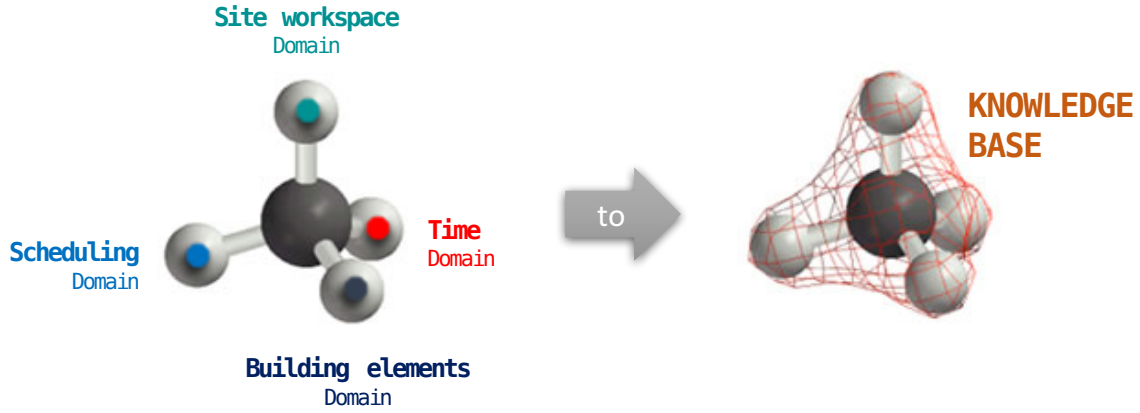 Site workspace
Domain
Scheduling
Domain
Time
Domain
Building elements
Domain
to
KNOWLEDGE
BASE